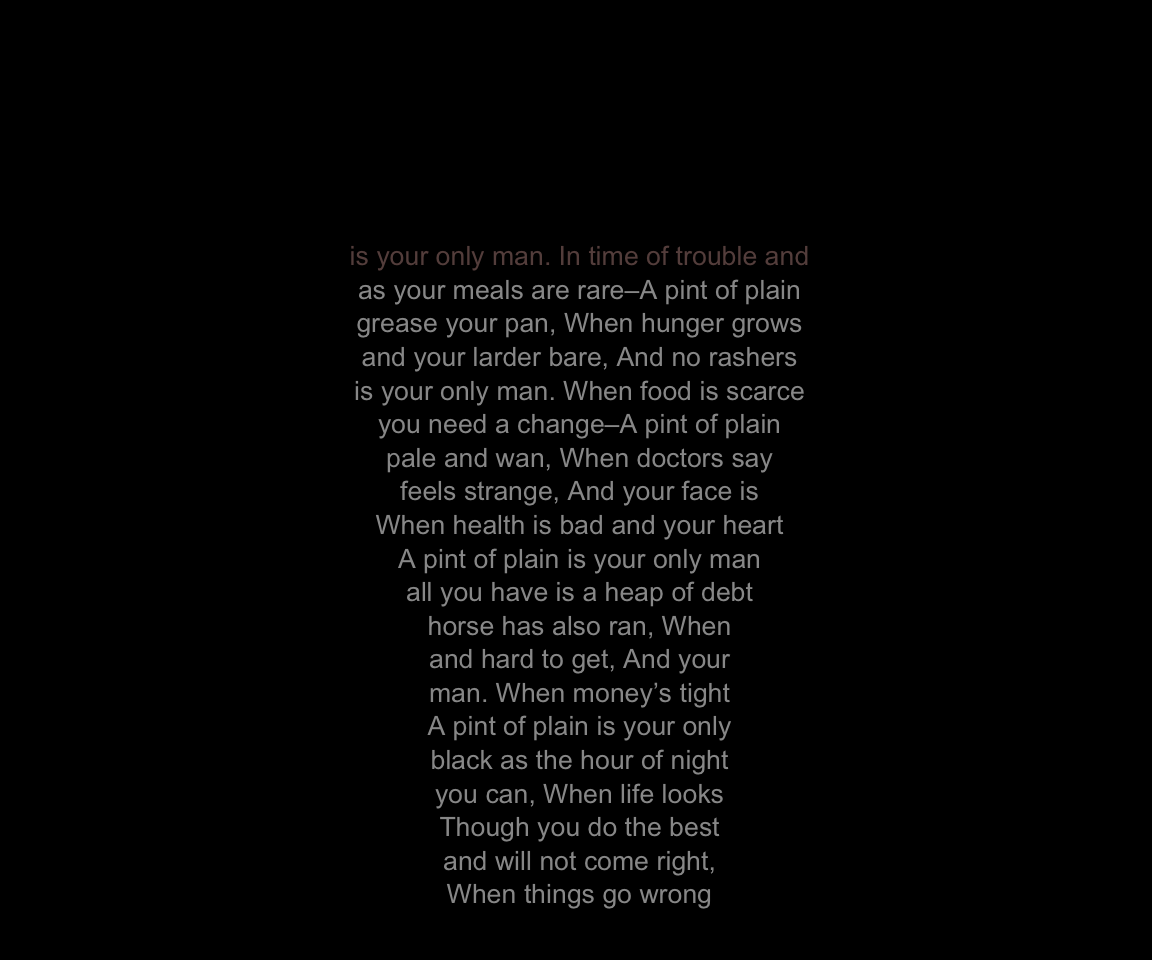 is your only man. In time of trouble and
as your meals are rare—A pint of plain
grease your pan, When hunger grows
and your larder bare, And no rashers
is your only man. When food is scarce
you need a change—A pint of plain
pale and wan, When doctors say
feels strange, And your face is
When health is bad and your heart
A pint of plain is your only man
all you have is a heap of debt
horse has also ran, When
and hard to get, And your
man. When money’s tight
A pint of plain is your only
black as the hour of night
you can, When life looks
Though you do the best
and will not come right,
When things go wrong